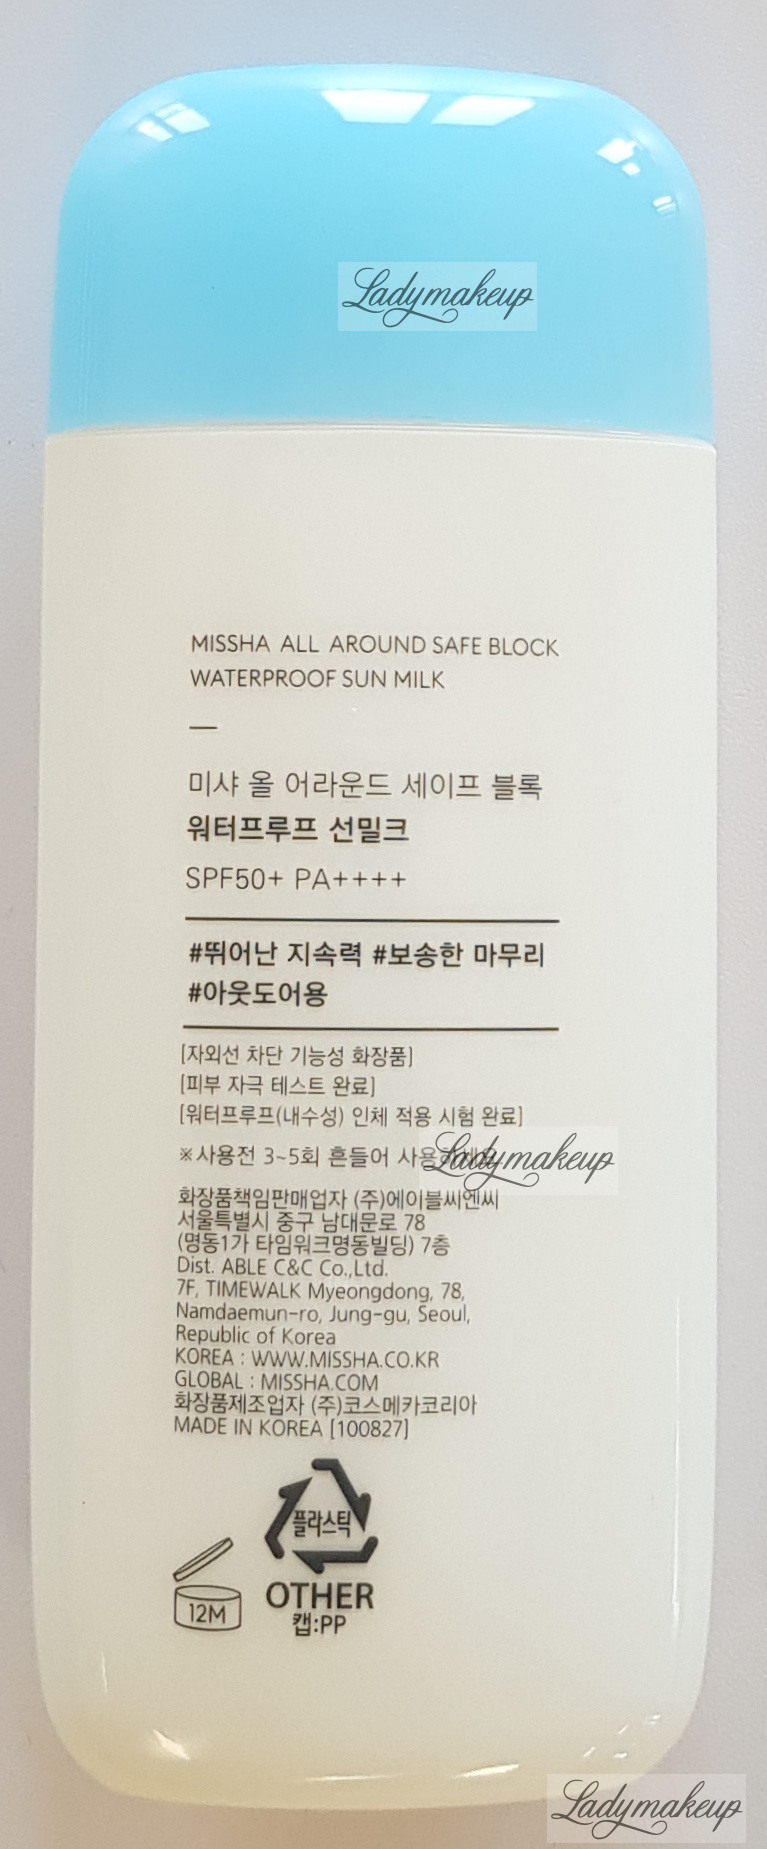 Ladymakeup
MISSHA ALL AROUND SAFE BLOCK
WATERPROOF SUN MILK
미샤 올 어라운드 세이프 블록
워터프루프 선밀크
SPF50+ PA++++
#뛰어난 지속력 #보송한 마무리
#아웃도어용
[자외선 차단 기능성 화장품]
[피부 자극 테스트 완료]
[워터프루프(내수성) 인체 적용 시험 완료]
※사용전 3~5회 흔들어
Ladymakeup
화장품책임판매업자 (주)에이블씨엔씨
서울특별시 중구 남대문로 78
(명동1가 타임워크명동빌딩) 7층
Dist. ABLE C&C Co.,Ltd.
7F, TIMEWALK Myeongdong, 78,
Namdaemun-ro, Jung-gu, Seoul,
Republic of Korea
KOREA : WWW.MISSHA.CO.KR
GLOBAL : MISSHA.COM
화장품제조업자 (주)코스메카코리아
MADE IN KOREA [100827]
플라스틱
OTHER
캡:PP
12M
Ladymakeup